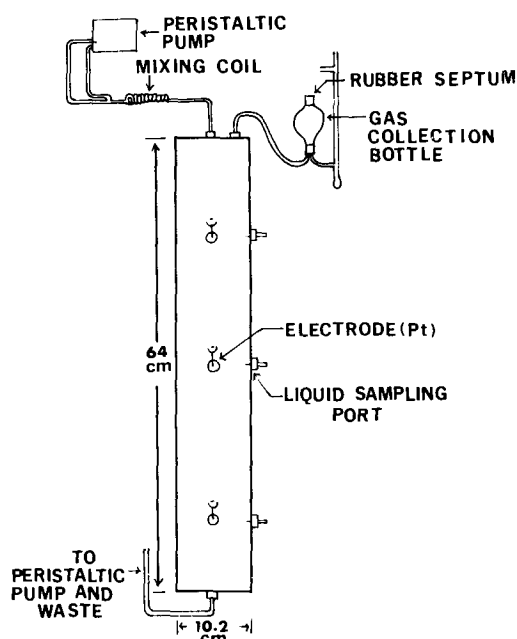 PERISTALTIC
PUMP
MIXING COIL
RUBBER SEPTUM
GAS
COLLECTION
BOTTLE
ELECTRODE(Pt)
64
cm
LIQUID SAMPLING
PORT
TO
PERISTALTIC
PUMP AND
WASTE
10.2
cm